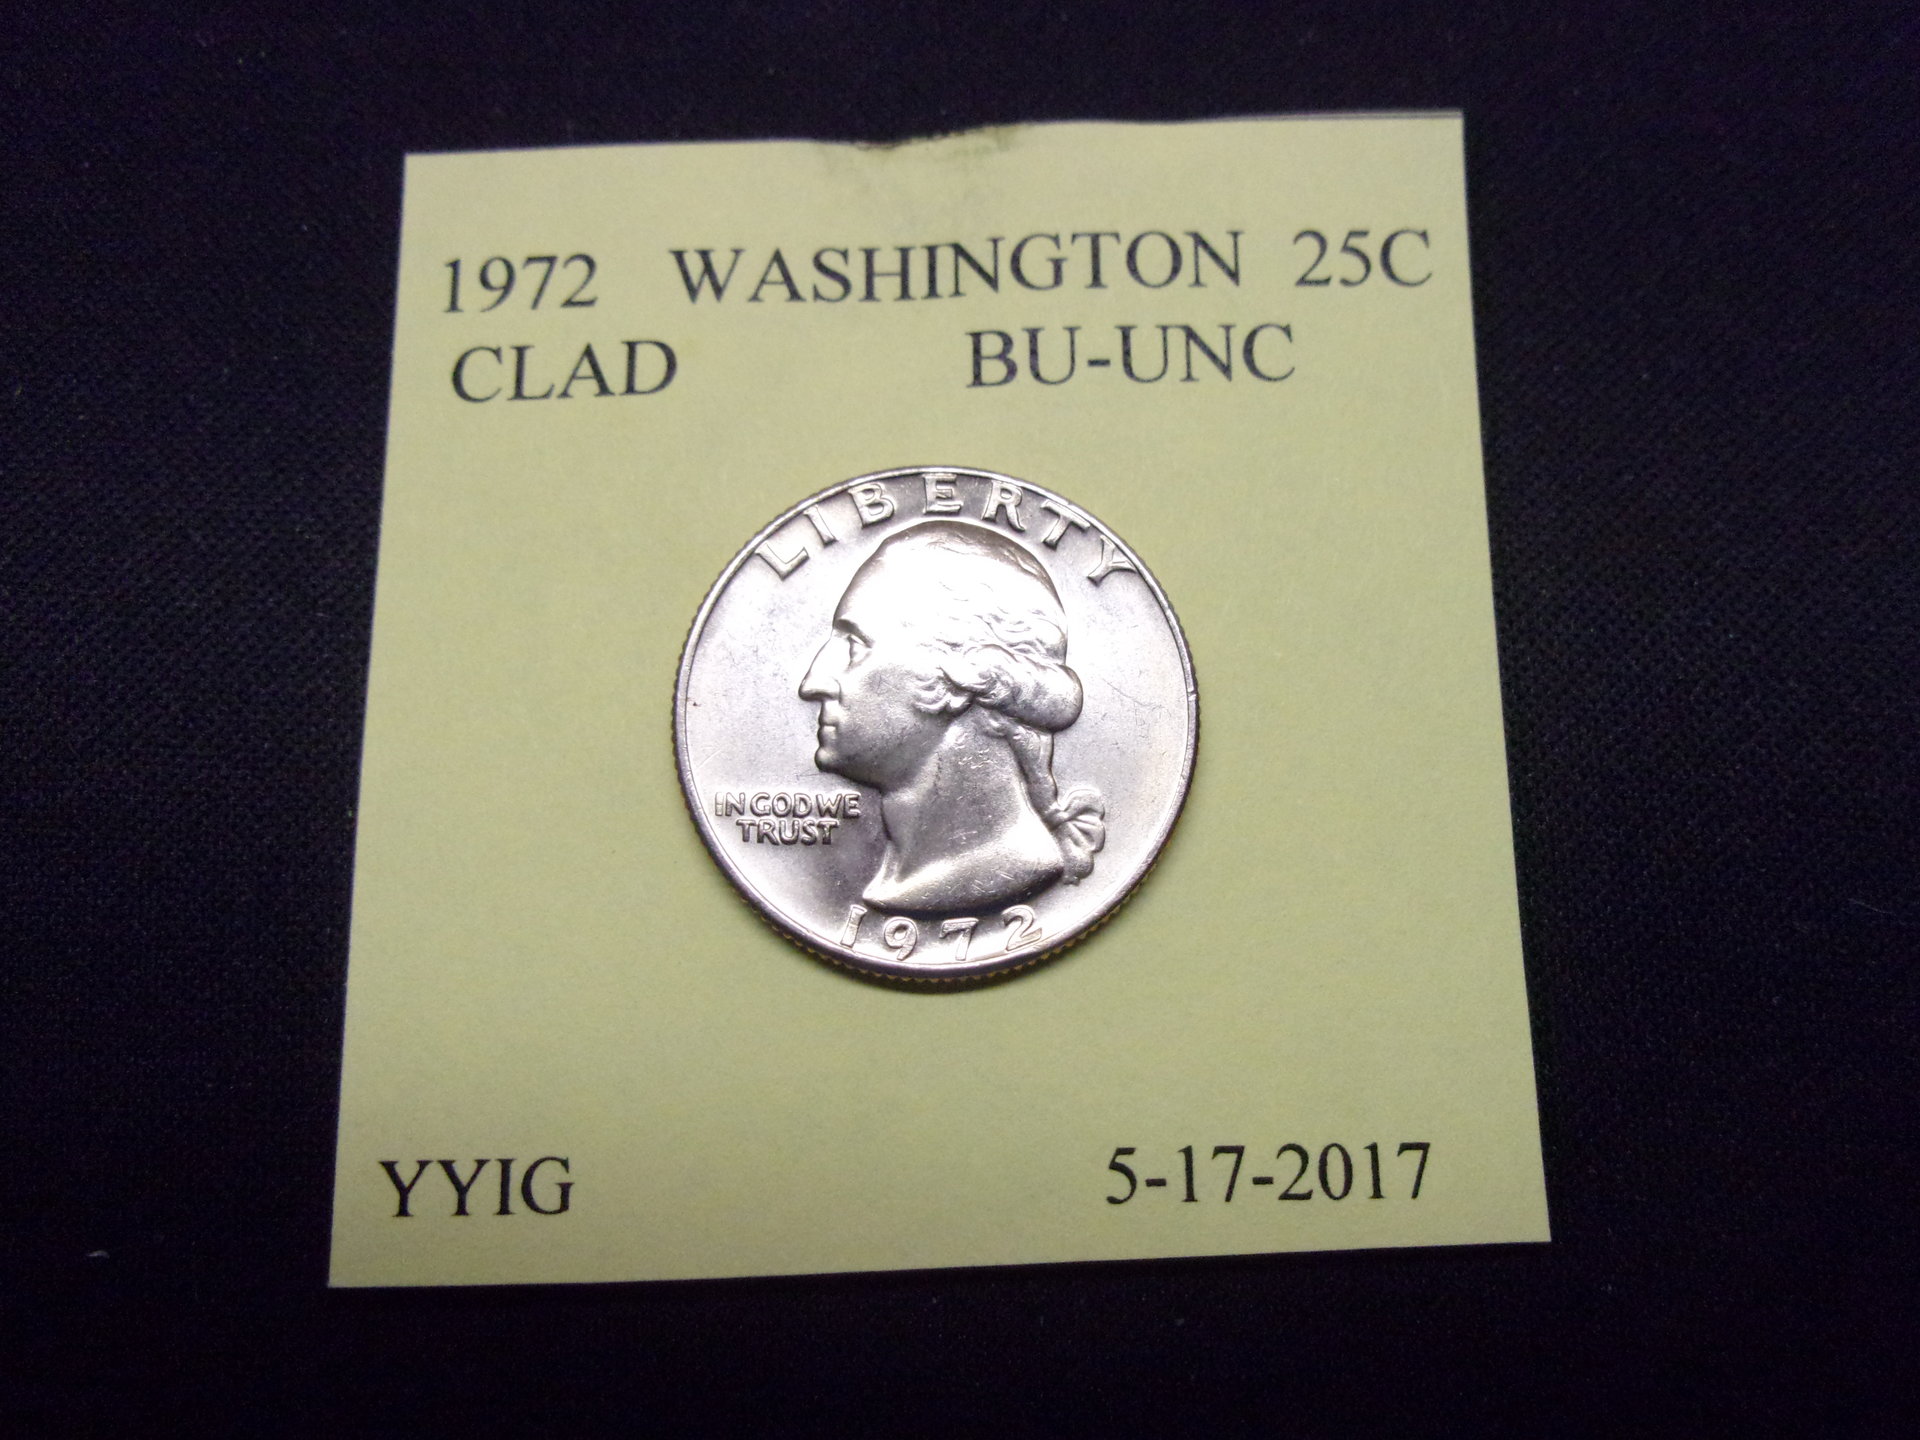 1972 WASHINGTON 25C
CLAD BU-UNC
LIBERTY
IN GOD WE
TRUST
1972
YYIG 5-17-2017